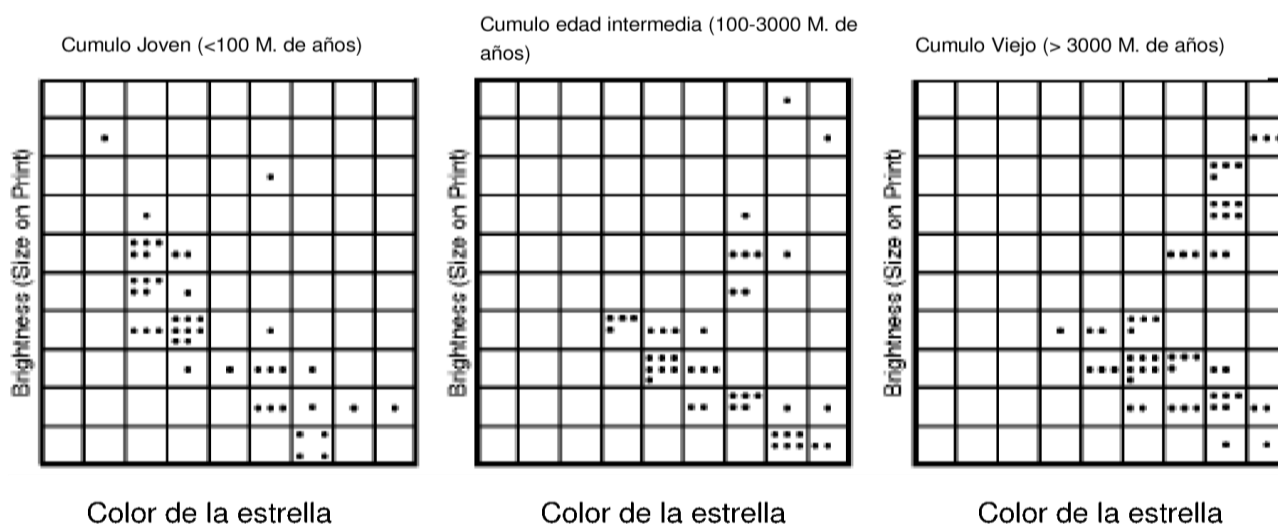 Cumulo Joven (<100 M. de años)
Cumulo edad intermedia (100-3000 M. de
años)
Cumulo Viejo (> 3000 M. de años)
Brightness (Size on Print)
Brightness (Size on Print)
Brightness (Size on Print)
Color de la estrella
Color de la estrella
Color de la estrella